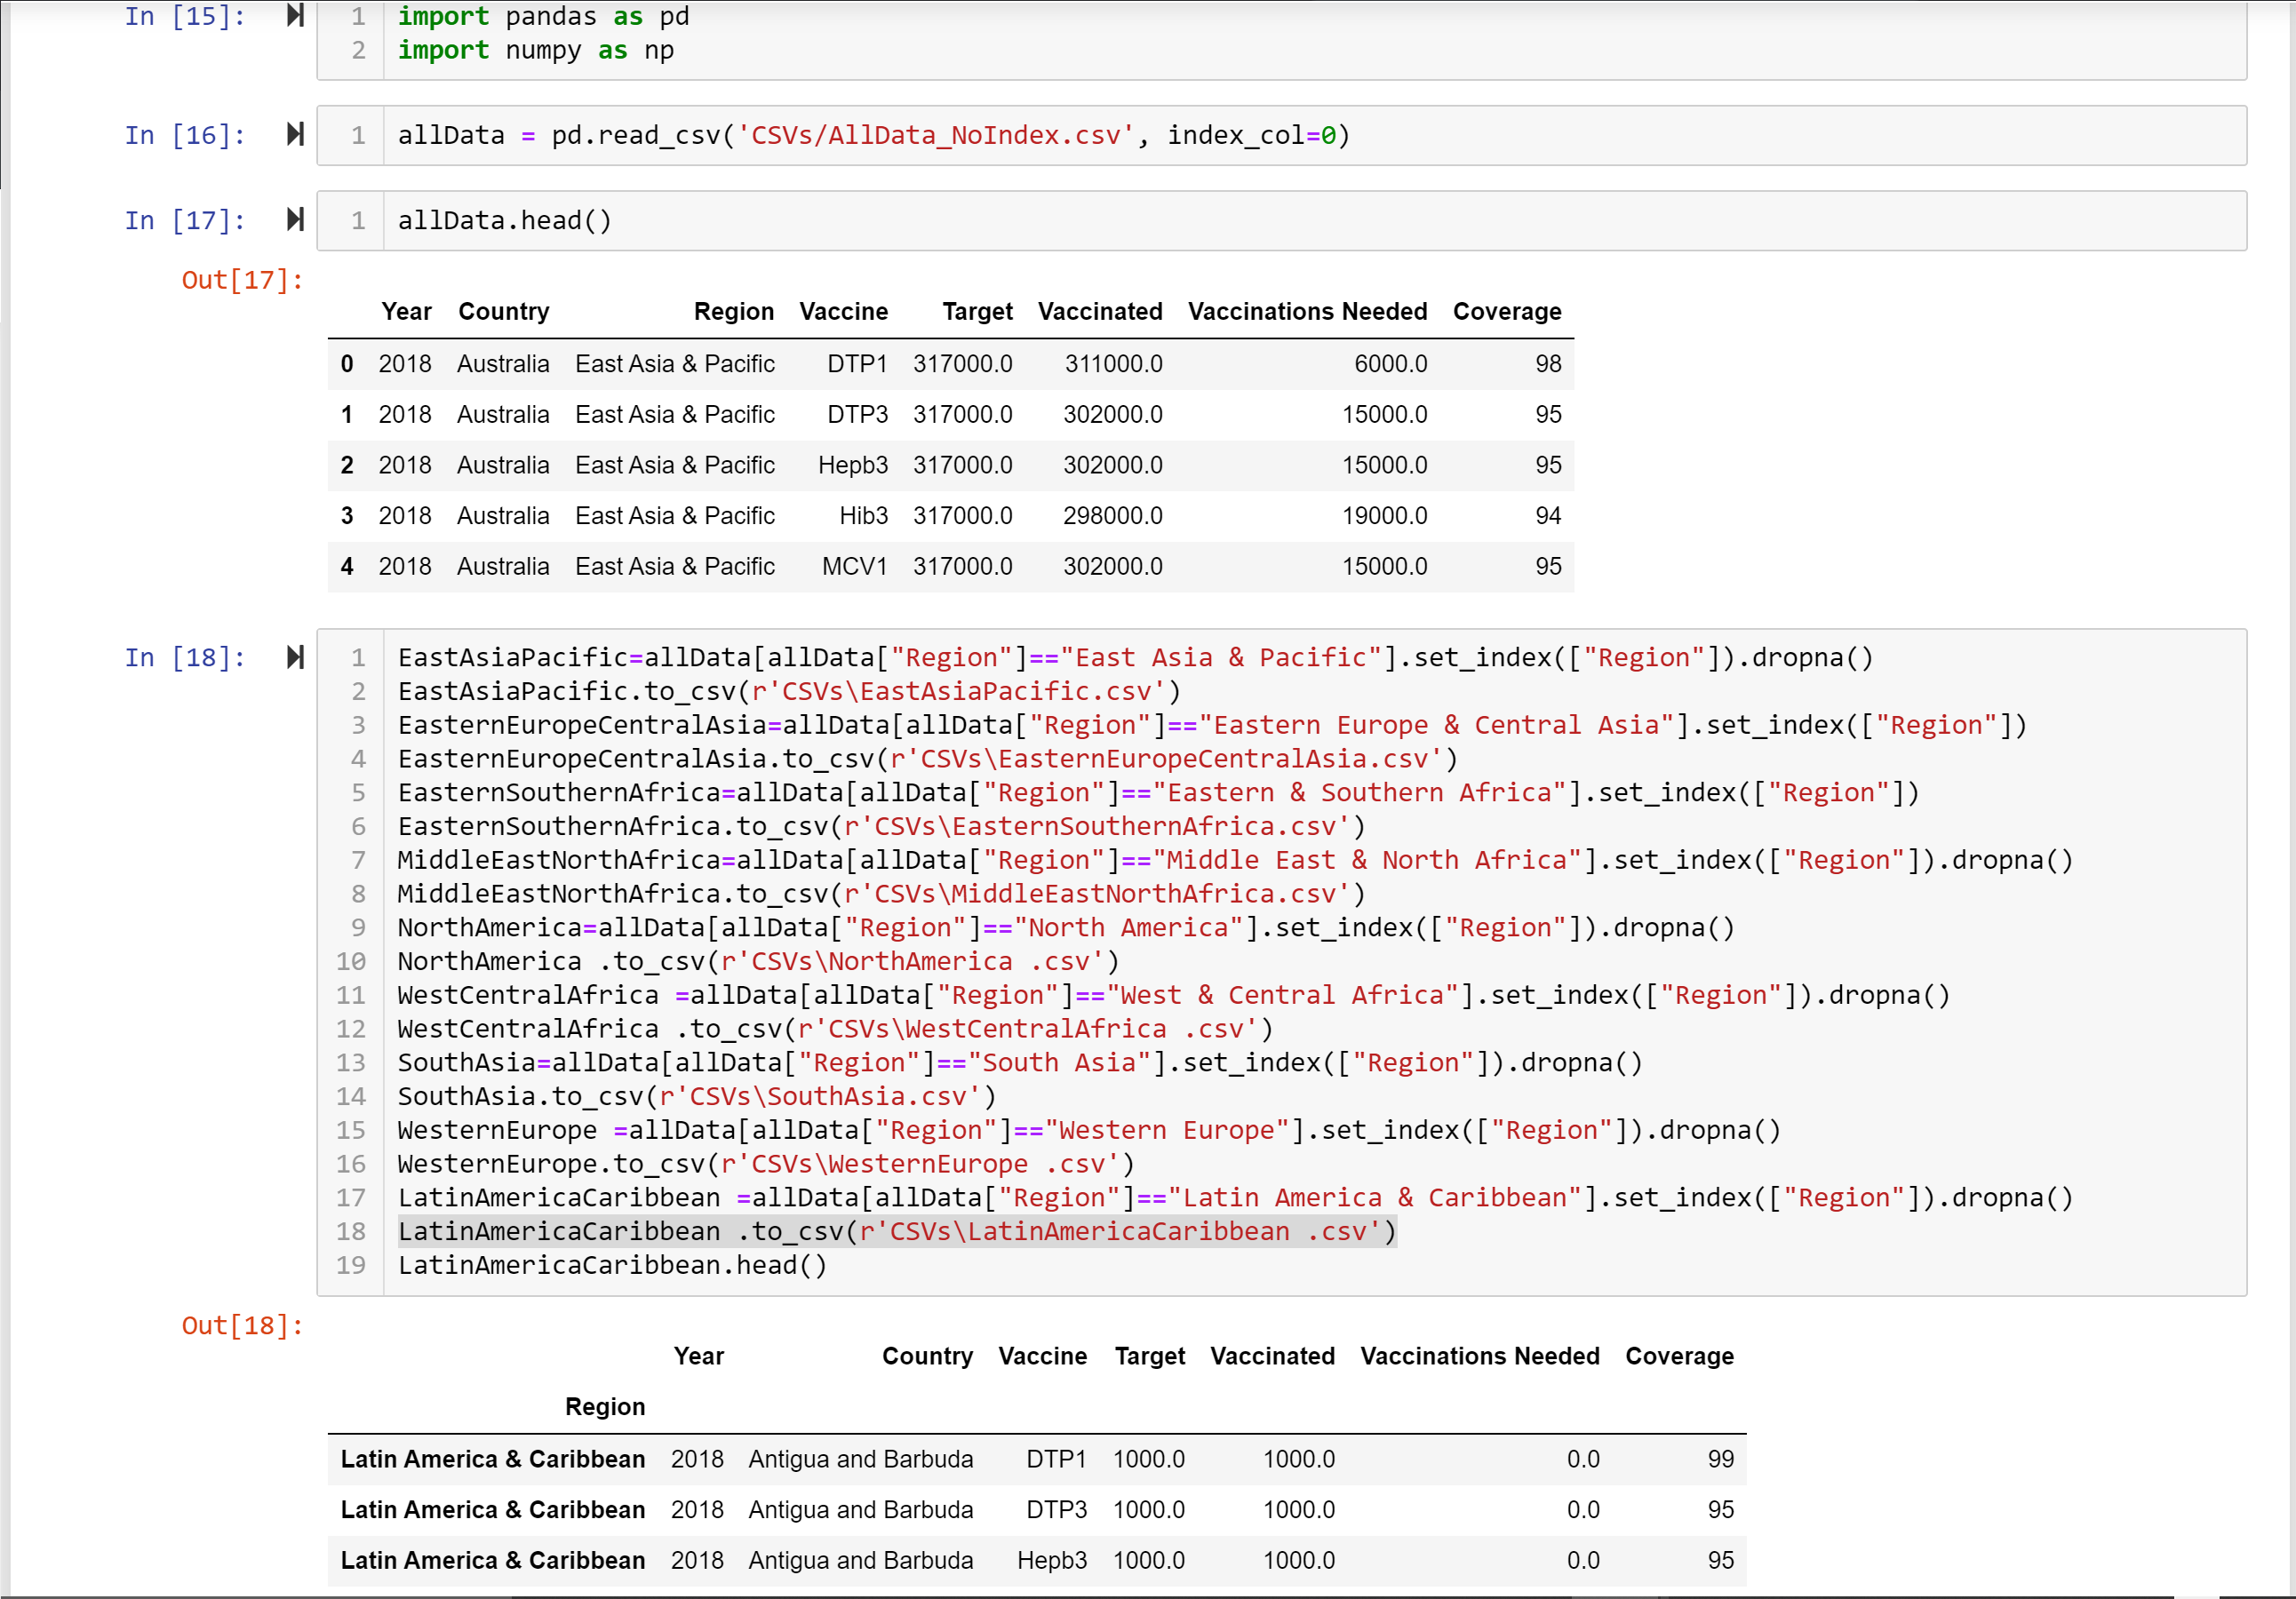 In [15]:
1 import pandas as pd
2 import numpy as np
In [16]:
1 allData = pd.read_csv('CSVs/AllData_NoIndex.csv', index_col=0)
In [17]:
1 allData.head()
Out[17]:
Year Country Region Vaccine Target Vaccinated Vaccinations Needed Coverage
0 2018 Australia East Asia & Pacific DTP1 317000.0 311000.0 6000.0 98
1 2018 Australia East Asia & Pacific DTP3 317000.0 302000.0 15000.0 95
2 2018 Australia East Asia & Pacific Hepb3 317000.0 302000.0 15000.0 95
3 2018 Australia East Asia & Pacific Hib3 317000.0 298000.0 19000.0 94
4 2018 Australia East Asia & Pacific MCV1 317000.0 302000.0 15000.0 95
In [18]:
1 EastAsiaPacific=allData[allData["Region"]=="East Asia & Pacific"].set_index(["Region"]).dropna()
2 EastAsiaPacific.to_csv(r'CSVs\EastAsiaPacific.csv')
3 EasternEuropeCentralAsia=allData[allData["Region"]=="Eastern Europe & Central Asia"].set_index(["Region"])
4 EasternEuropeCentralAsia.to_csv(r'CSVs\EasternEuropeCentralAsia.csv')
5 EasternSouthernAfrica=allData[allData["Region"]=="Eastern & Southern Africa"].set_index(["Region"])
6 EasternSouthernAfrica.to_csv(r'CSVs\EasternSouthernAfrica.csv')
7 MiddleEastNorthAfrica=allData[allData["Region"]=="Middle East & North Africa"].set_index(["Region"]).dropna()
8 MiddleEastNorthAfrica.to_csv(r'CSVs\MiddleEastNorthAfrica.csv')
9 NorthAmerica=allData[allData["Region"]=="North America"].set_index(["Region"]).dropna()
10 NorthAmerica .to_csv(r'CSVs\NorthAmerica .csv')
11 WestCentralAfrica =allData[allData["Region"]=="West & Central Africa"].set_index(["Region"]).dropna()
12 WestCentralAfrica .to_csv(r'CSVs\WestCentralAfrica .csv')
13 SouthAsia=allData[allData["Region"]=="South Asia"].set_index(["Region"]).dropna()
14 SouthAsia.to_csv(r'CSVs\SouthAsia.csv')
15 WesternEurope =allData[allData["Region"]=="Western Europe"].set_index(["Region"]).dropna()
16 WesternEurope.to_csv(r'CSVs\WesternEurope .csv')
17 LatinAmericaCaribbean =allData[allData["Region"]=="Latin America & Caribbean"].set_index(["Region"]).dropna()
18 LatinAmericaCaribbean .to_csv(r'CSVs\LatinAmericaCaribbean .csv')
19 LatinAmericaCaribbean.head()
Out[18]:
Year Country Vaccine Target Vaccinated Vaccinations Needed Coverage
Region
Latin America & Caribbean 2018 Antigua and Barbuda DTP1 1000.0 1000.0 0.0 99
Latin America & Caribbean 2018 Antigua and Barbuda DTP3 1000.0 1000.0 0.0 95
Latin America & Caribbean 2018 Antigua and Barbuda Hepb3 1000.0 1000.0 0.0 95